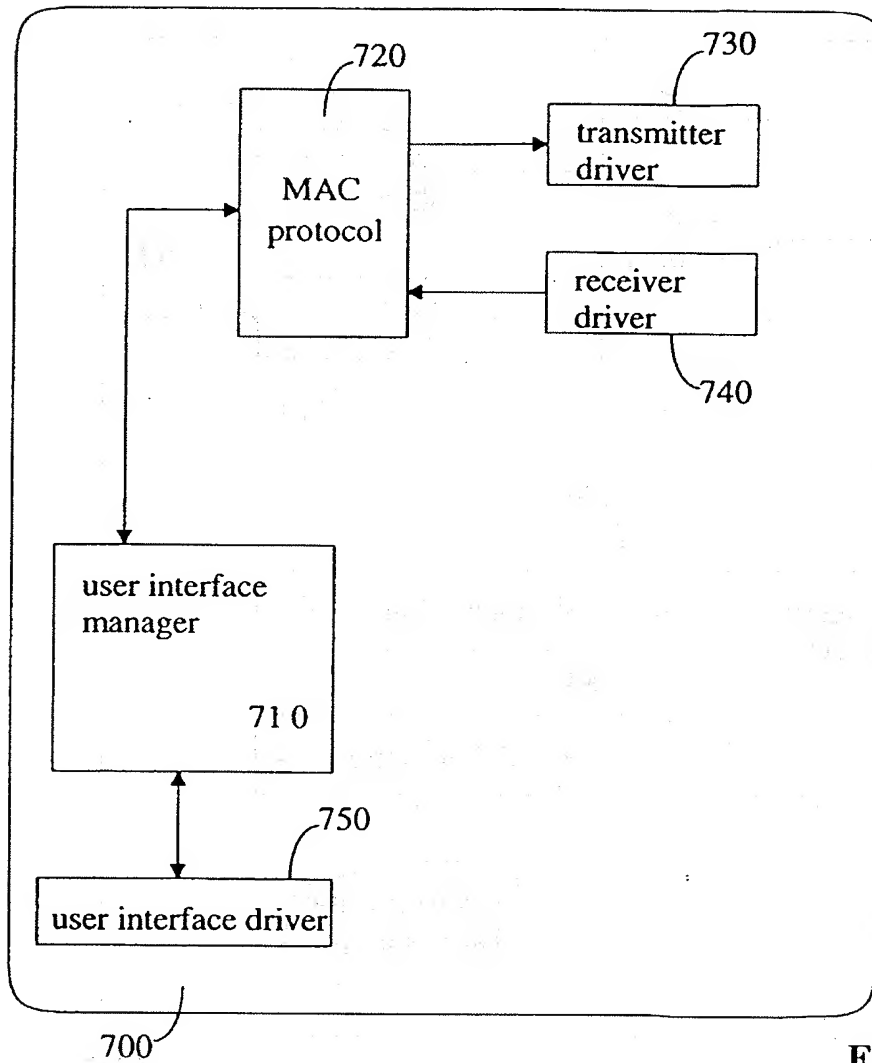 720
730
MAC
protocol
transmitter
driver
receiver
driver
740
user interface
manager
71 0
750
user interface driver
700
F